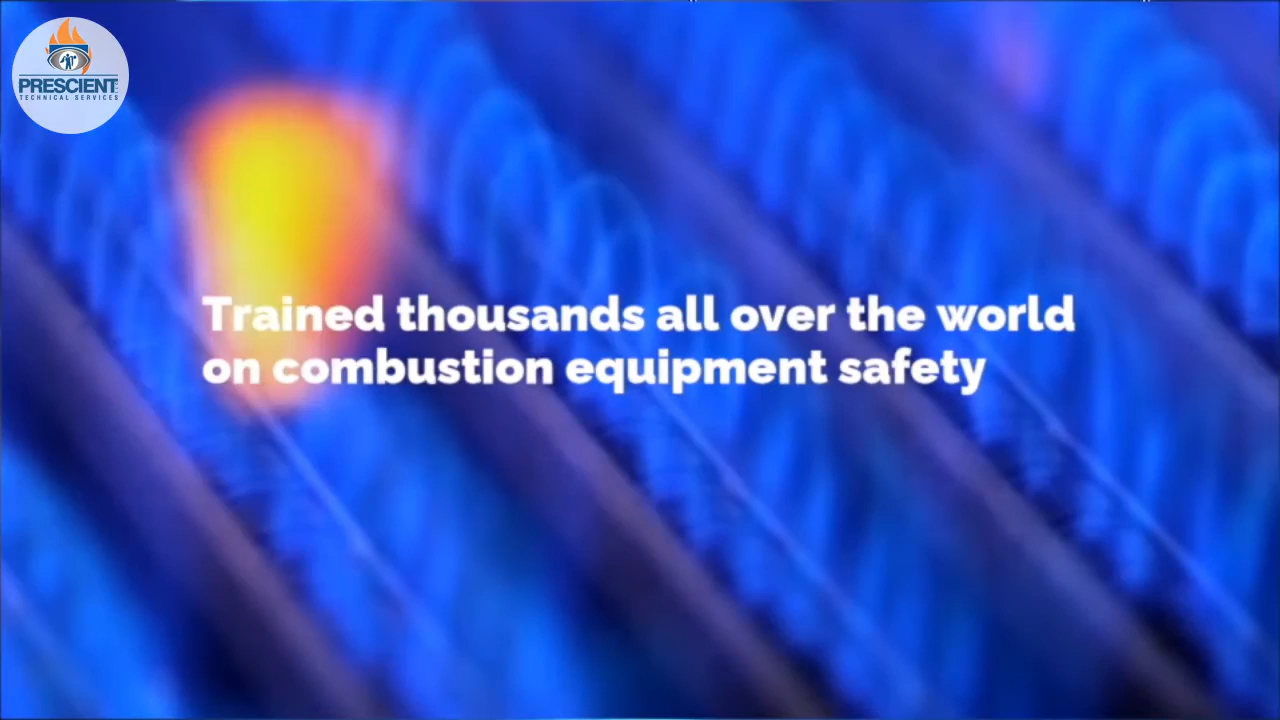 PRESCIENT
TECHNICAL SERVICES
Trained thousands all over the world
on combustion equipment safety